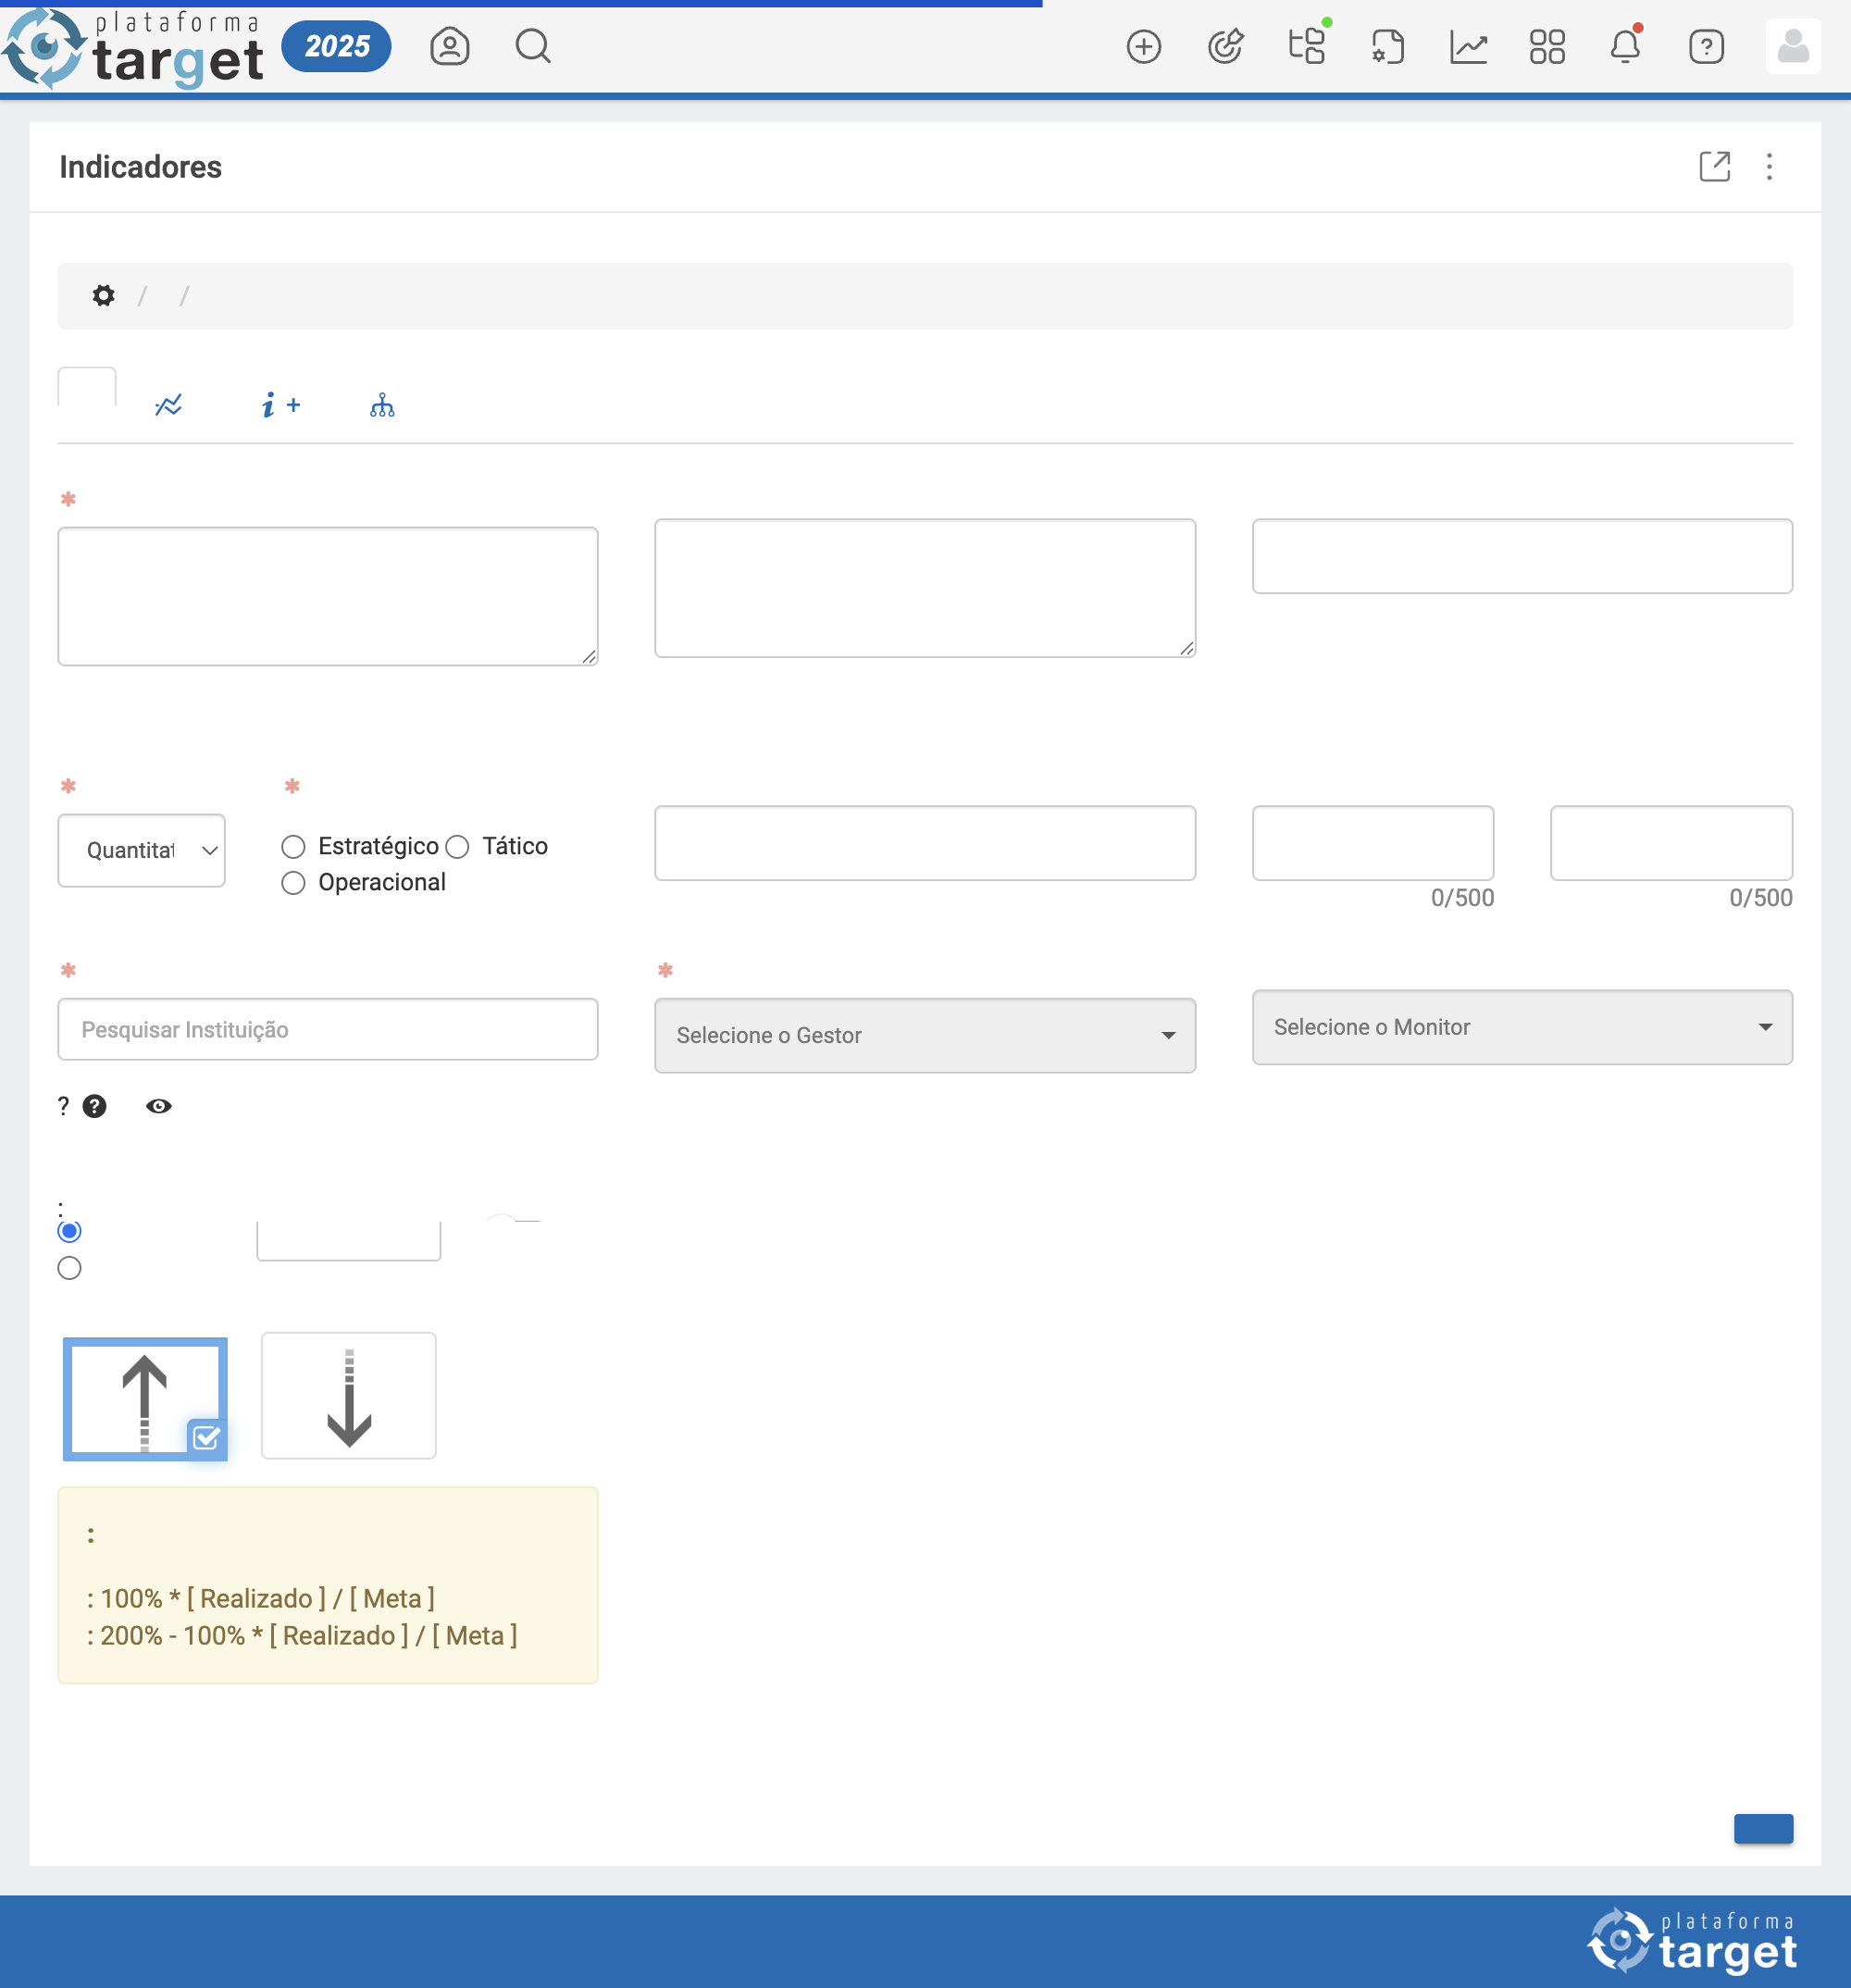 plataforma
target
2025
Indicadores
/ /
i +
*
* *
Quantitat
Estratégico Tático
Operacional
0/500 0/500
* *
Pesquisar Instituição
Selecione o Gestor
Selecione o Monitor
? ?
:
:
: 100% * [ Realizado ] / [ Meta ]
: 200% - 100% * [ Realizado ] / [ Meta ]
plataforma
target